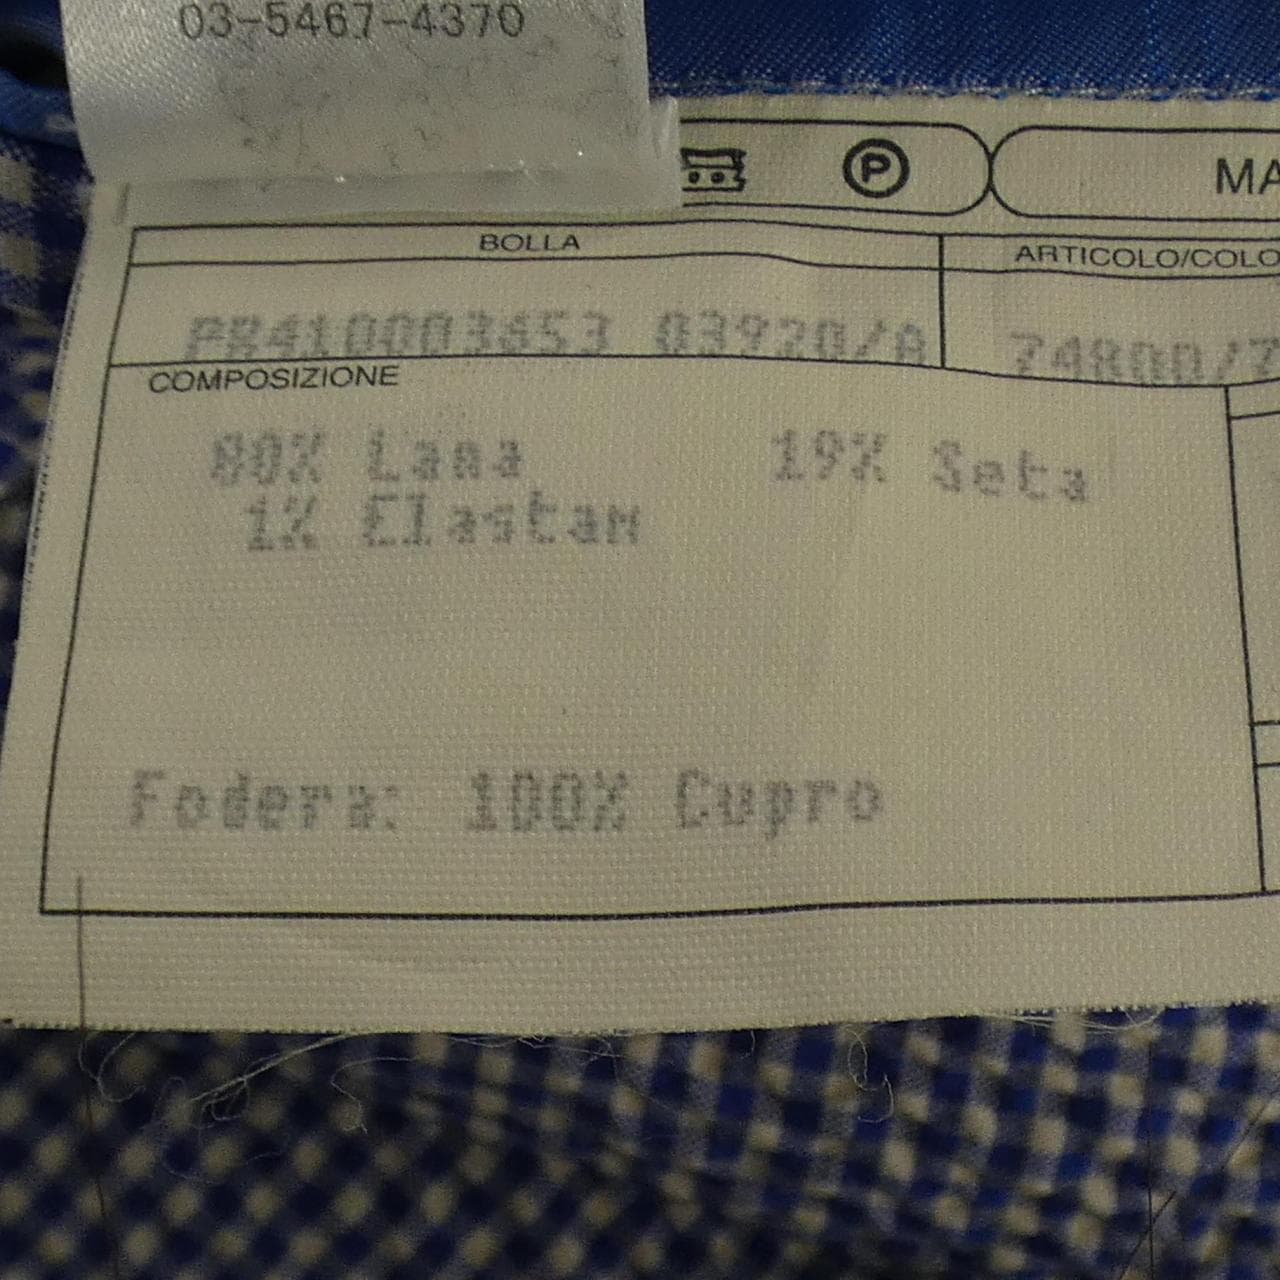 03-5467-4370
P MA
BOLLA ARTICOLO/COLO
PR410003653 03920/A 74800/7
COMPOSIZIONE
80% Lana 19% Seta
1% Elastam
Fodera: 100% Cupro